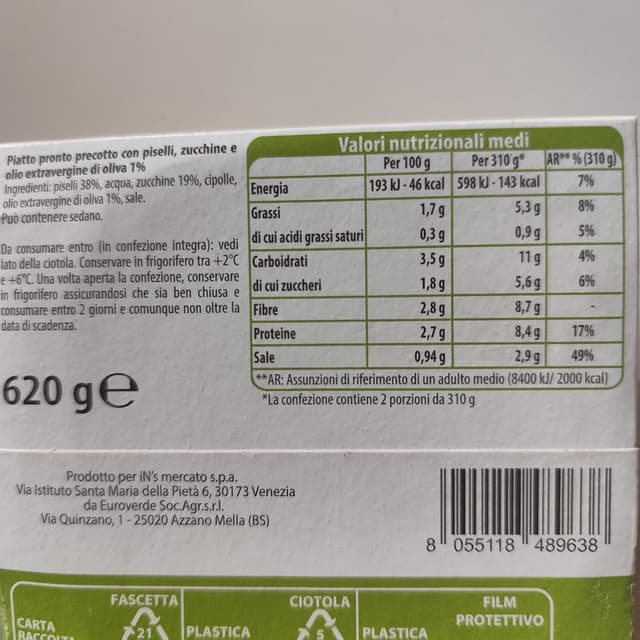 Piatto pronto precotto con piselli, zucchine e
olio extravergine di oliva 1%
Ingredienti: piselli 38%, acqua, zucchine 19%, cipolle,
olio extravergine di oliva 1%, sale.
Può contenere sedano.
Da consumare entro (in confezione integra): vedi
lato della ciotola. Conservare in frigorifero tra +2°C
e +6°C. Una volta aperta la confezione, conservare
in frigorifero assicurandosi che sia ben chiusa e
consumare entro 2 giorni e comunque non oltre la
data di scadenza.
620 g e
Valori nutrizionali medi
Per 100 g Per 310 g* AR** % (310 g)
Energia 193 kJ - 46 kcal 598 kJ - 143 kcal 7%
Grassi 1,7 g 5,3 g 8%
di cui acidi grassi saturi 0,3 g 0,9 g 5%
Carboidrati 3,5 g 11 g 4%
di cui zuccheri 1,8 g 5,6 g 6%
Fibre 2,8 g 8,7 g -
Proteine 2,7 g 8,4 g 17%
Sale 0,94 g 2,9 g 49%
**AR: Assunzioni di riferimento di un adulto medio (8400 kJ/ 2000 kcal)
*La confezione contiene 2 porzioni da 310 g
Prodotto per iN's mercato s.p.a.
Via Istituto Santa Maria della Pietà 6, 30173 Venezia
da Euroverde Soc.Agr.s.r.l.
Via Quinzano, 1 - 25020 Azzano Mella (BS)
8 055118 489638
FASCETTA
CARTA
RACCOLTA
21
CIOTOLA
PLASTICA
5
FILM
PROTETTIVO
PLASTICA